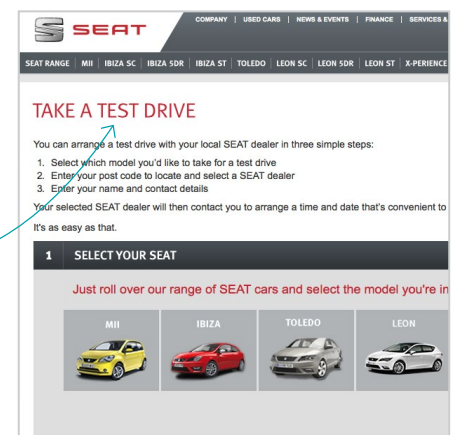 SEAT
COMPANY | USED CARS | NEWS & EVENTS | FINANCE | SERVICES &
SEAT RANGE | MII | IBIZA SC | IBIZA 5DR | IBIZA ST | TOLEDO | LEON SC | LEON 5DR | LEON ST | X-PERIENCE
TAKE A TEST DRIVE
You can arrange a test drive with your local SEAT dealer in three simple steps:
1. Select which model you'd like to take for a test drive
2. Enter your post code to locate and select a SEAT dealer
3. Enter your name and contact details
Your selected SEAT dealer will then contact you to arrange a time and date that's convenient to
It's as easy as that.
1 SELECT YOUR SEAT
Just roll over our range of SEAT cars and select the model you're in
MII
IBIZA
TOLEDO
LEON